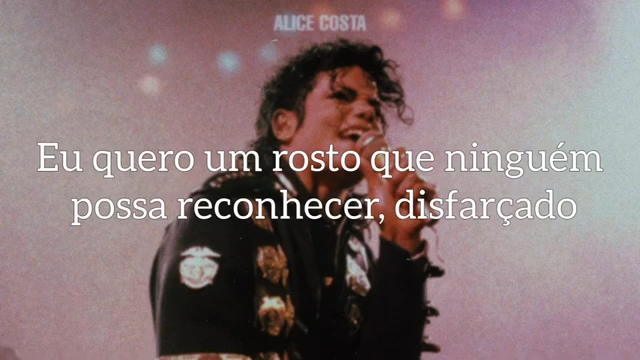 ALICE COSTA
Eu quero um rosto que ninguém
possa reconhecer, disfarçado